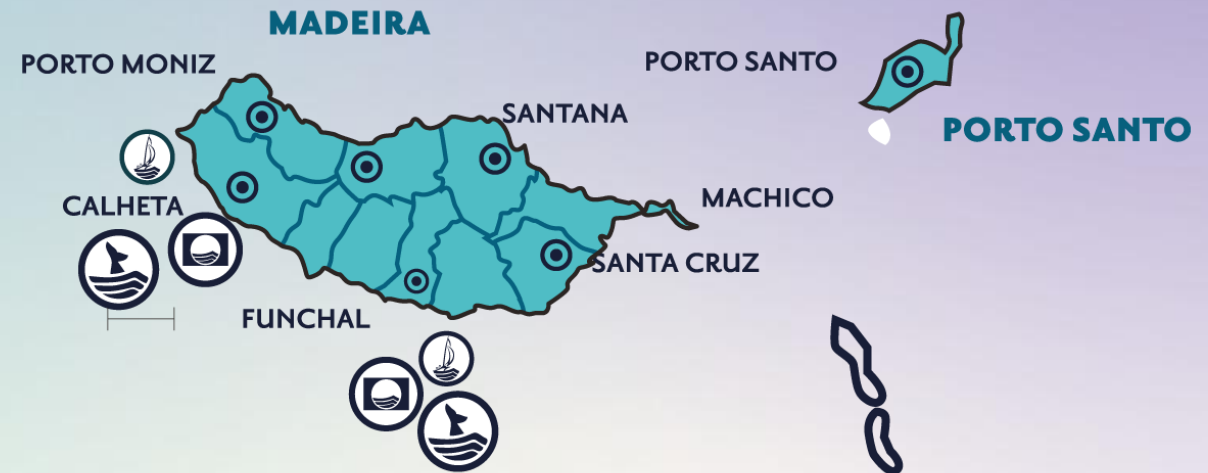 MADEIRA
PORTO MONIZ
PORTO SANTO
SANTANA
PORTO SANTO
CALHETA
MACHICO
SANTA CRUZ
FUNCHAL